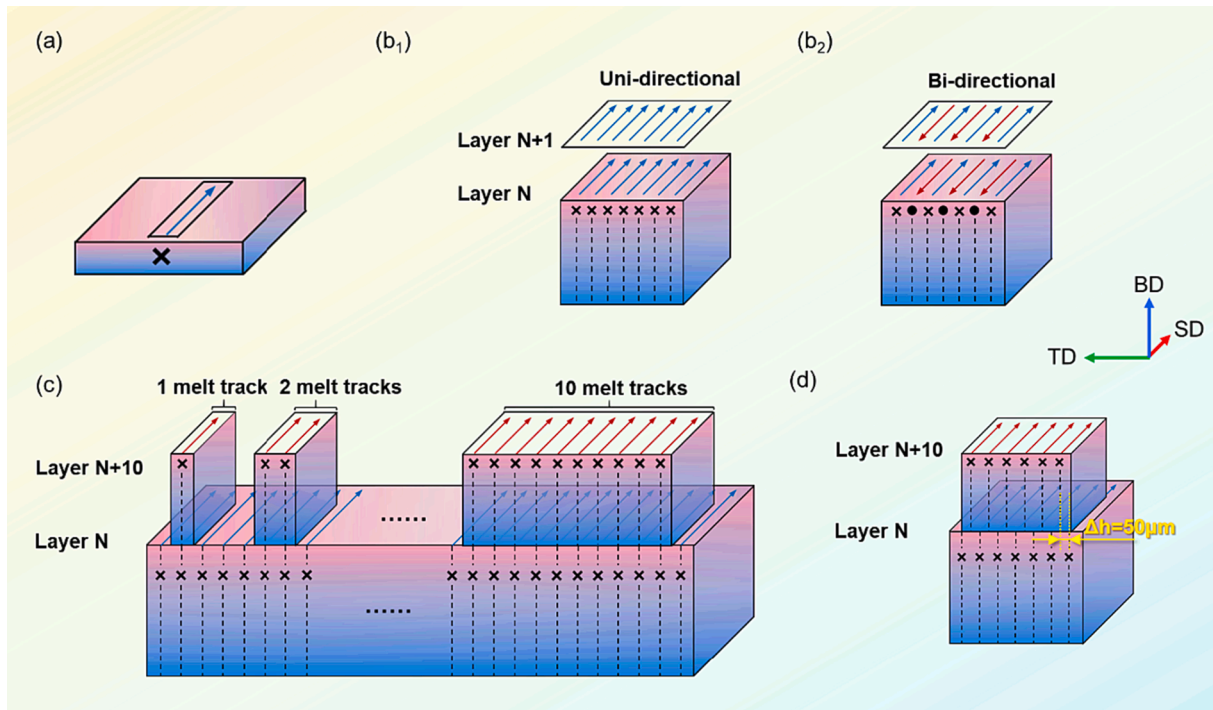 (a)
(b₁)
Uni-directional
Layer N+1
Layer N
(b₂)
Bi-directional
BD
SD
TD
(c)
1 melt track
2 melt tracks
10 melt tracks
Layer N+10
Layer N
......
......
(d)
Layer N+10
Layer N
Δh=50μm